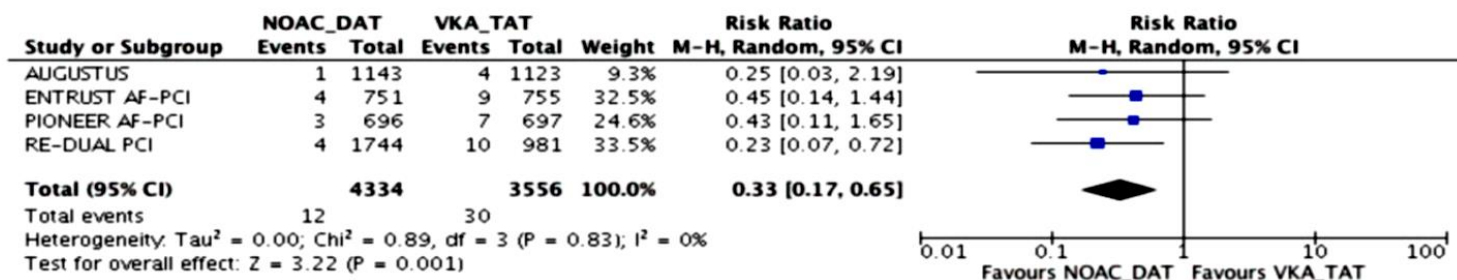 NOAC_DAT VKA_TAT Risk Ratio Risk Ratio
Study or Subgroup Events Total Events Total Weight M-H, Random, 95% CI M-H, Random, 95% CI
AUGUSTUS 1 1143 4 1123 9.3% 0.25 [0.03, 2.19]
ENTRUST AF-PCI 4 751 9 755 32.5% 0.45 [0.14, 1.44]
PIONEER AF-PCI 3 696 7 697 24.6% 0.43 [0.11, 1.65]
RE-DUAL PCI 4 1744 10 981 33.5% 0.23 [0.07, 0.72]
Total (95% CI) 4334 3556 100.0% 0.33 [0.17, 0.65]
Total events 12 30
Heterogeneity: Tau² = 0.00; Chi² = 0.89, df = 3 (P = 0.83); I² = 0%
Test for overall effect: Z = 3.22 (P = 0.001)
0.01 0.1 1 10 100
Favours NOAC_DAT Favours VKA_TAT